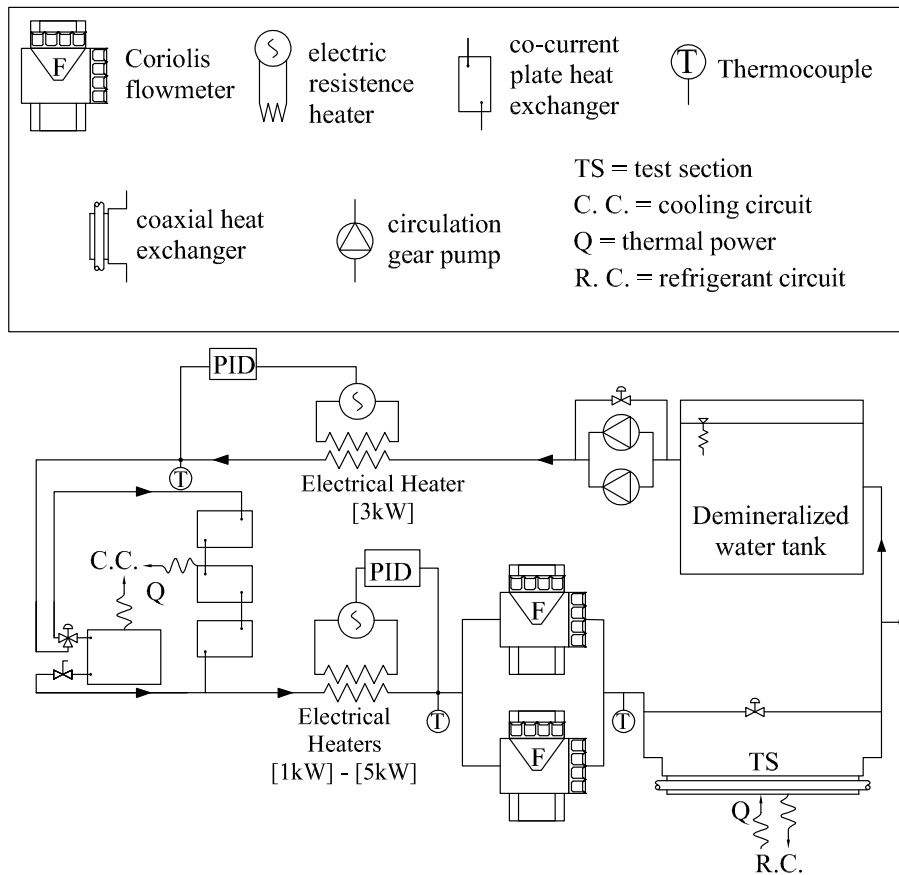 F
Coriolis
flowmeter
S
electric
resistence
heater
co-current
plate heat
exchanger
T
Thermocouple
coaxial heat
exchanger
circulation
gear pump
TS = test section
C. C. = cooling circuit
Q = thermal power
R. C. = refrigerant circuit
PID
S
T
Electrical Heater
[3kW]
Demineralized
water tank
C.C.
Q
PID
S
F
T
Electrical
Heaters
[1kW] - [5kW]
F
T
TS
Q
R.C.